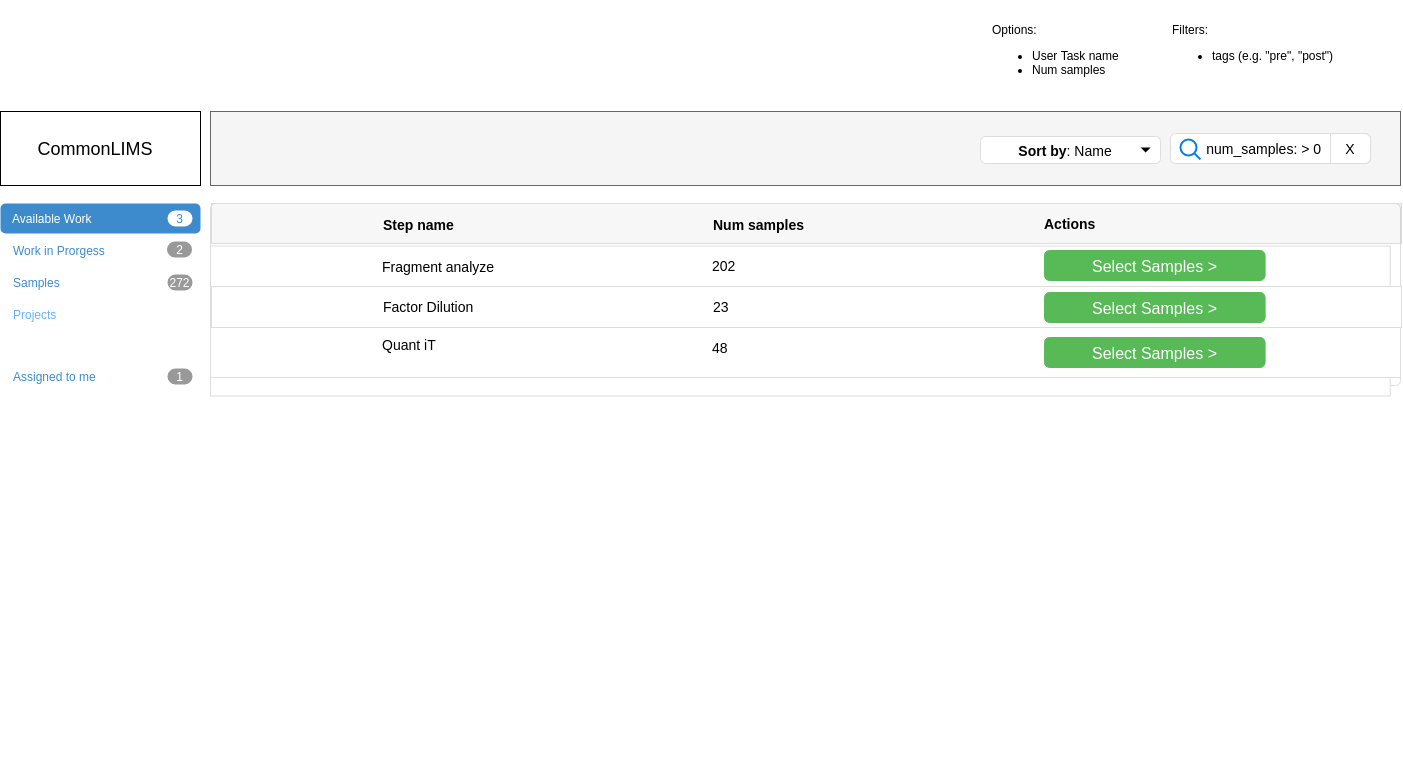 Options:
User Task name
Num samples
Filters:
tags (e.g. "pre", "post")
CommonLIMS
Sort by: Name
num_samples: > 0
X
Available Work 3
Work in Prorgess 2
Samples 272
Projects
Assigned to me 1
Step name Num samples Actions
Fragment analyze 202 Select Samples >
Factor Dilution 23 Select Samples >
Quant iT 48 Select Samples >